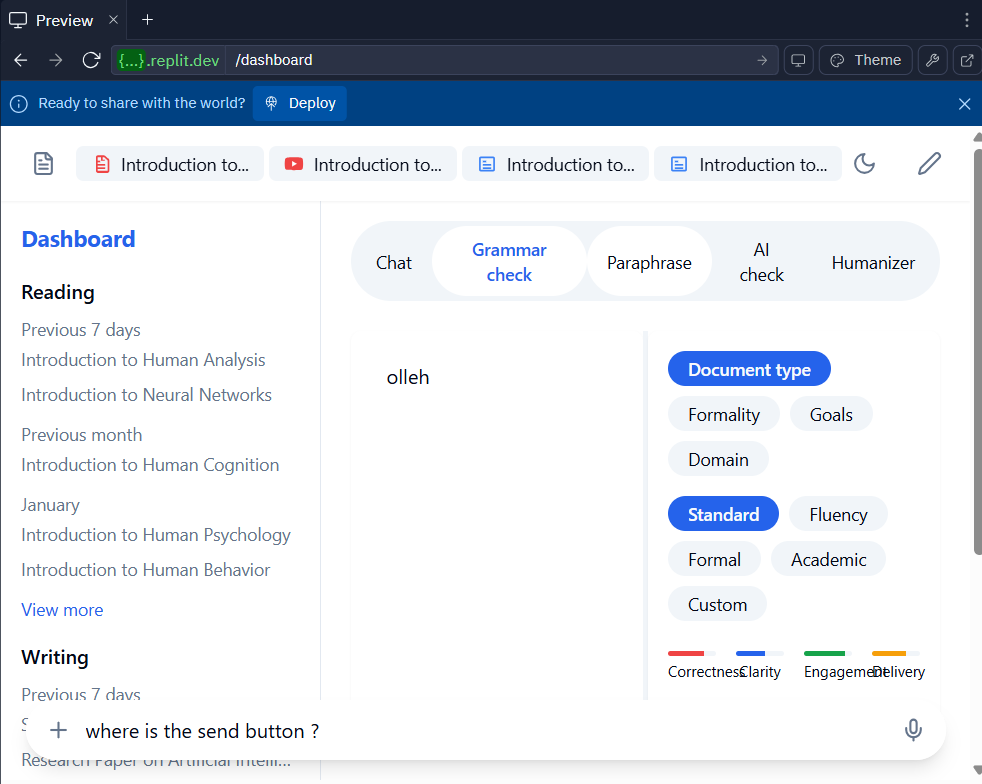 Preview
{...}.replit.dev /dashboard
Theme
Ready to share with the world? Deploy
Introduction to... Introduction to... Introduction to... Introduction to...
Dashboard
Reading
Previous 7 days
Introduction to Human Analysis
Introduction to Neural Networks
Previous month
Introduction to Human Cognition
January
Introduction to Human Psychology
Introduction to Human Behavior
View more
Writing
Previous 7 days
Chat
Grammar
check
Paraphrase
AI
check
Humanizer
olleh
Document type
Formality Goals
Domain
Standard Fluency
Formal Academic
Custom
Correctness Clarity Engagement Delivery
where is the send button ?
Research Paper on Artificial Intelli...